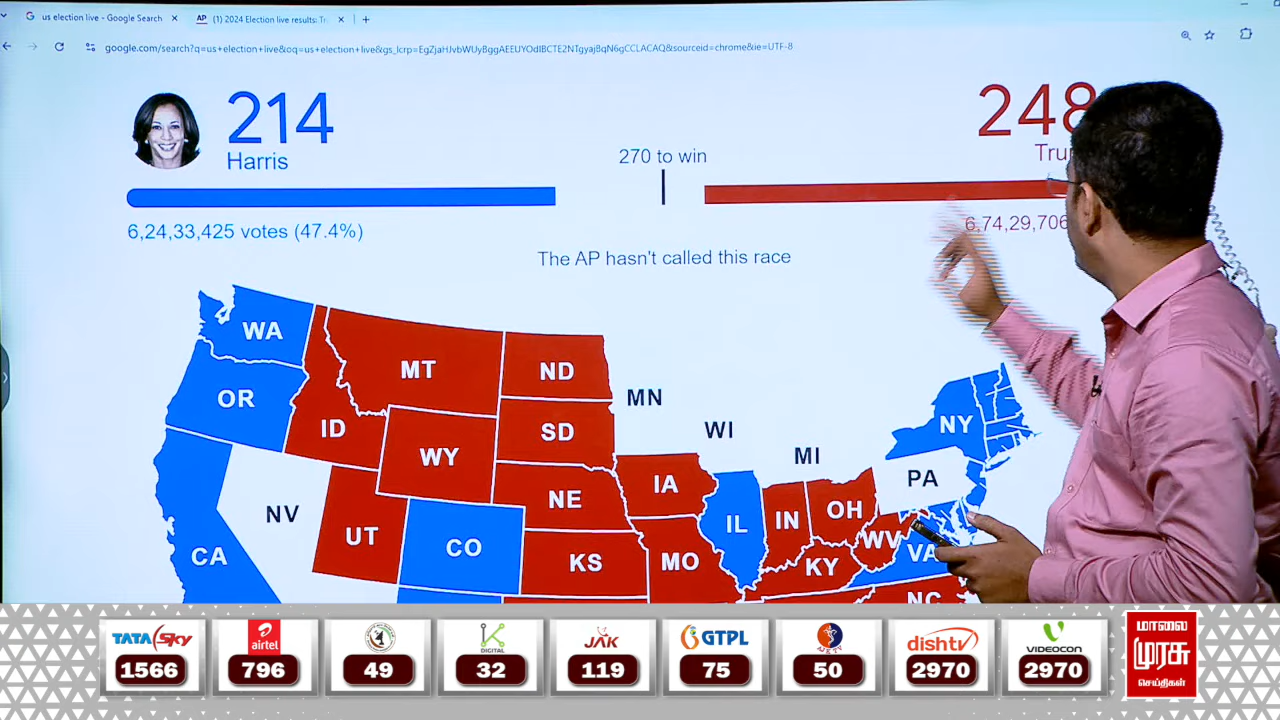 us election live - Google Search
AP (1) 2024 Election live results: Tr
google.com/search?q=us+election+live&oq=us+election+live&gs_lcrp=EgZjaHJvbWUyBggAEEUYOdIBCTE2NTgyajBqN6gCCLACAQ&sourceid=chrome&ie=UTF-8
214
Harris
248
Tru
270 to win
6,24,33,425 votes (47.4%)
6,74,29,706
The AP hasn't called this race
WA
MT
ND
OR
MN
ID
SD
WI
NY
WY
MI
IA
PA
NE
NV
OH
IL
IN
UT
CO
WV
VA
CA
KS
MO
KY
NC
TATA Sky
1566
airtel
796
49
DIGITAL
32
JAK
119
GTPL
75
AJK TV
50
dishtv
2970
VIDEOCON
2970
மாலை
முரசு
செய்திகள்